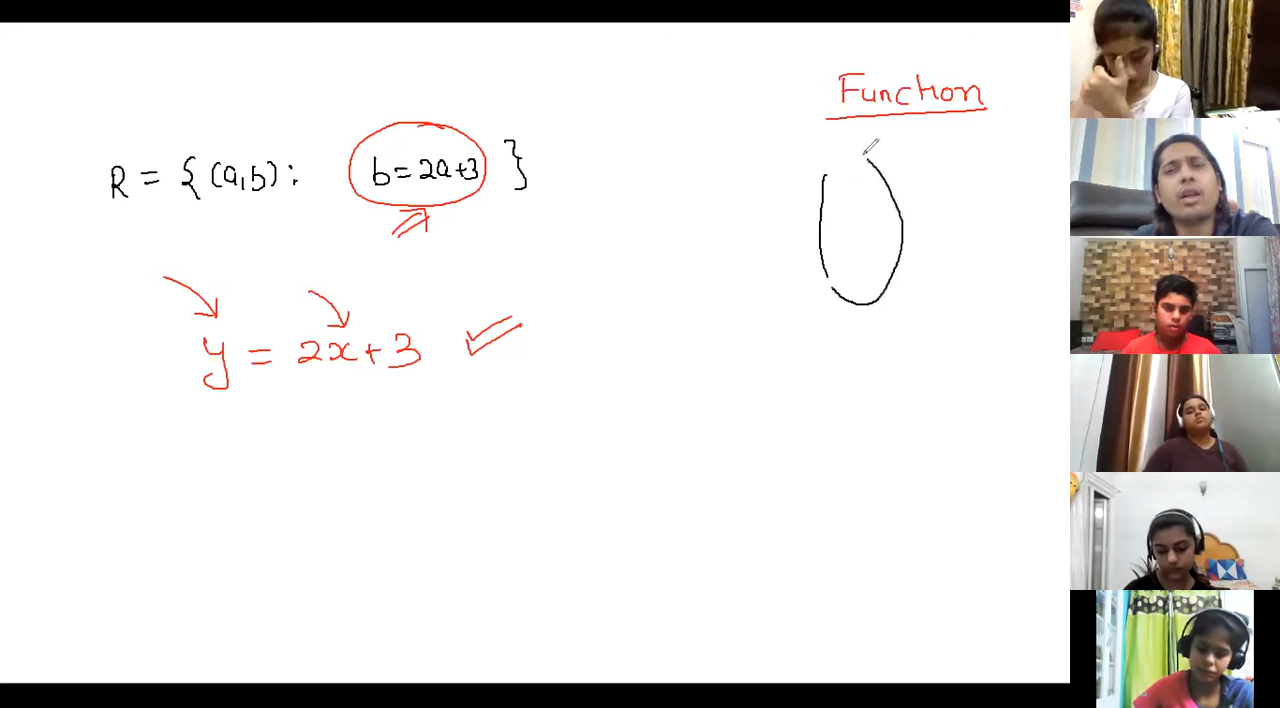 Function
R = {(a,b): b = 2a+3 }
y = 2x+3